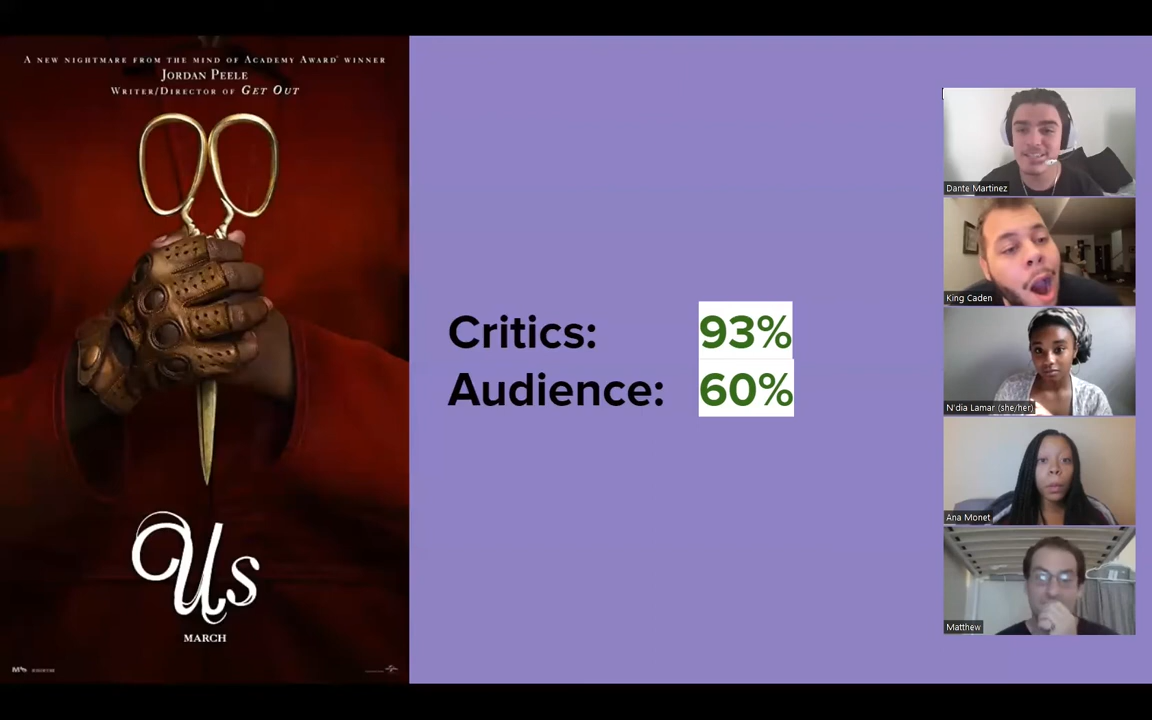 A NEW NIGHTMARE FROM THE MIND OF ACADEMY AWARD® WINNER
JORDAN PEELE
WRITER/DIRECTOR OF GET OUT
Us
MARCH
Critics: 93%
Audience: 60%
Dante Martinez
King Caden
N'dia Lamar (she/her)
Ana Monet
Matthew